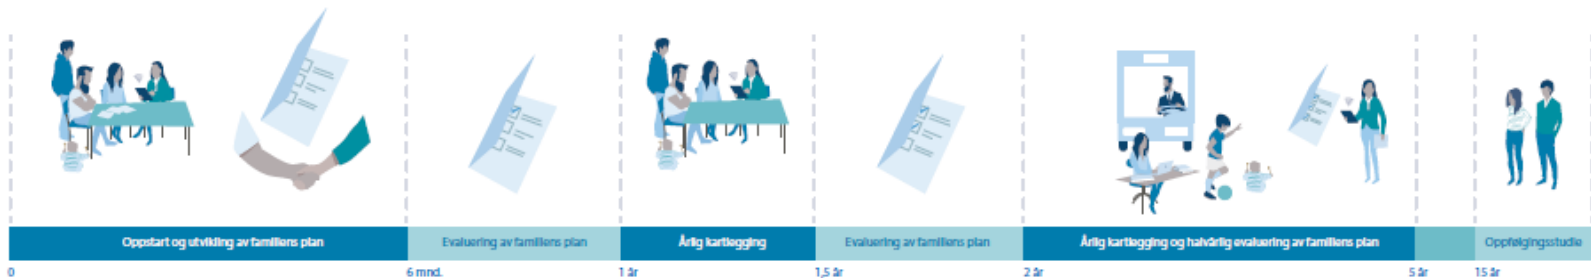 Oppstart og utvikling av familiens plan
Evaluering av familiens plan
Årlig kartlegging
Evaluering av familiens plan
Årlig kartlegging og halvårlig evaluering av familiens plan
Oppfølgingsstudie
0
6 mnd.
1 år
1,5 år
2 år
5 år
15 år